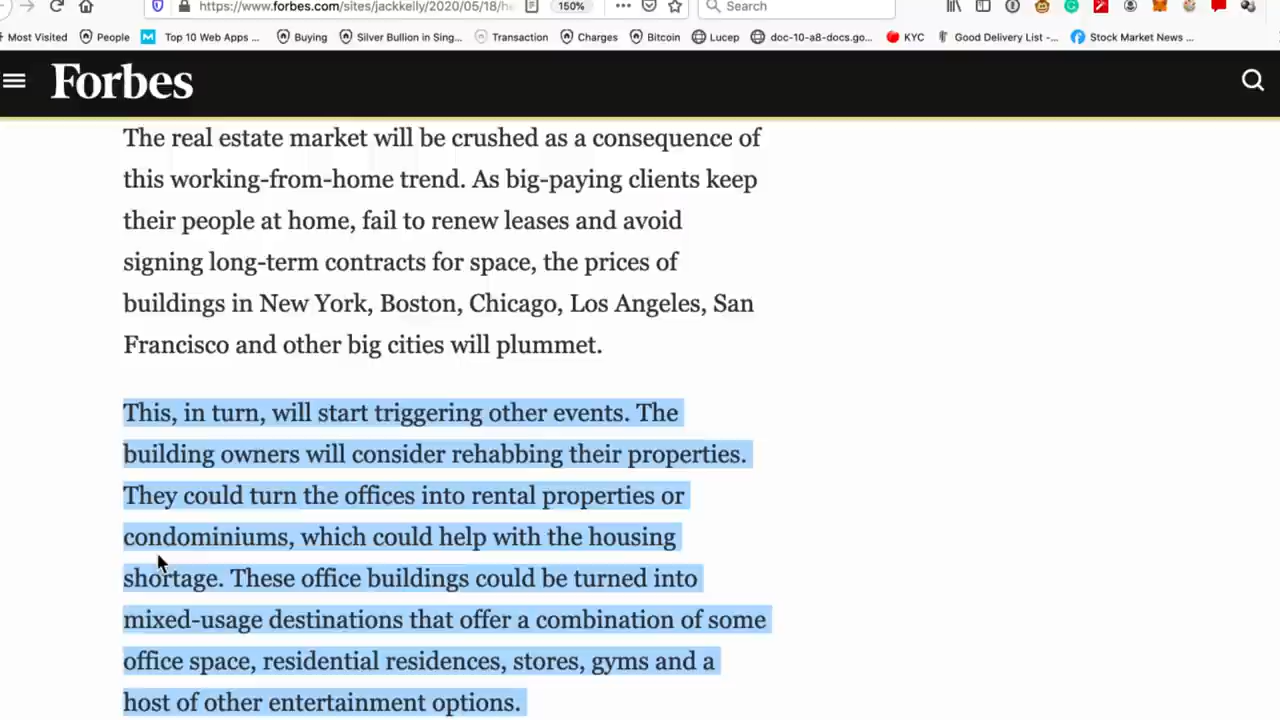 https://www.forbes.com/sites/jackkelly/2020/05/18/he
150%
Search
Most Visited
People
Top 10 Web Apps ...
Buying
Silver Bullion in Sing...
Transaction
Charges
Bitcoin
Lucep
doc-10-a8-docs.go...
KYC
Good Delivery List -...
Stock Market News ...
Forbes
The real estate market will be crushed as a consequence of
this working-from-home trend. As big-paying clients keep
their people at home, fail to renew leases and avoid
signing long-term contracts for space, the prices of
buildings in New York, Boston, Chicago, Los Angeles, San
Francisco and other big cities will plummet.
This, in turn, will start triggering other events. The
building owners will consider rehabbing their properties.
They could turn the offices into rental properties or
condominiums, which could help with the housing
shortage. These office buildings could be turned into
mixed-usage destinations that offer a combination of some
office space, residential residences, stores, gyms and a
host of other entertainment options.